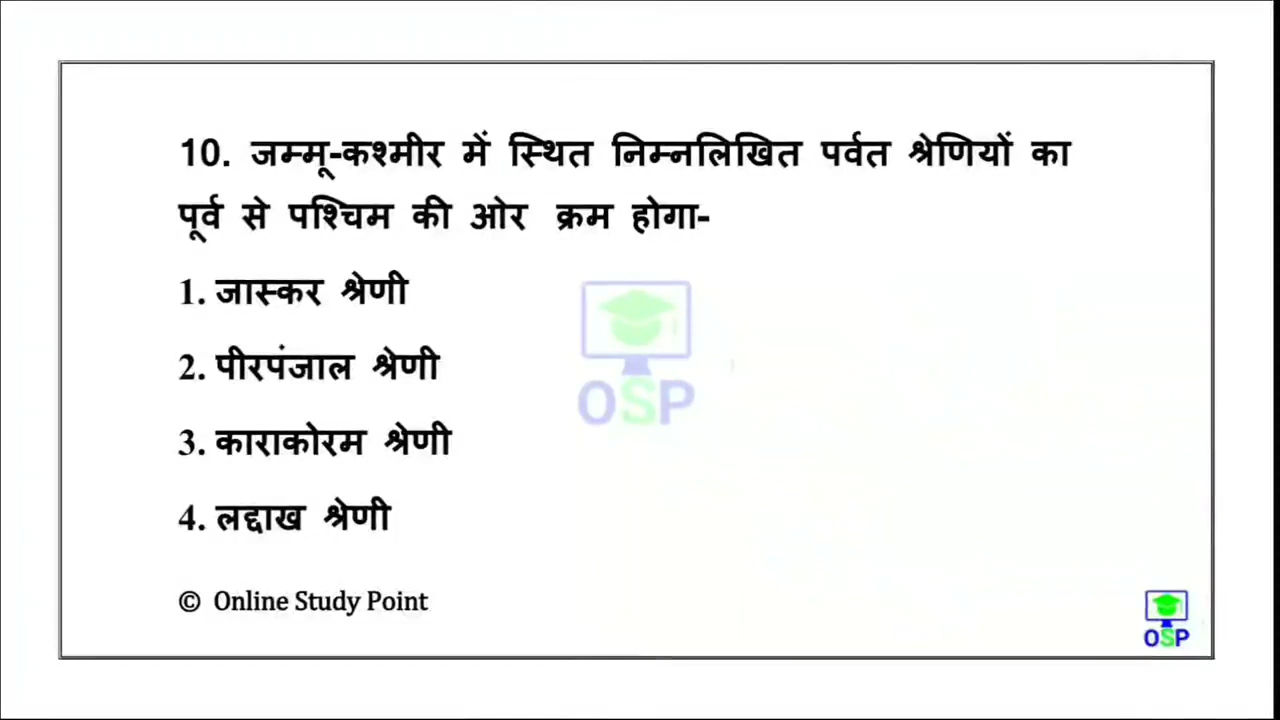 10. जम्मू-कश्मीर में स्थित निम्नलिखित पर्वत श्रेणियों का
पूर्व से पश्चिम की ओर क्रम होगा-
1. जास्कर श्रेणी
2. पीरपंजाल श्रेणी
OSP
3. काराकोरम श्रेणी
4. लद्दाख श्रेणी
© Online Study Point
OSP